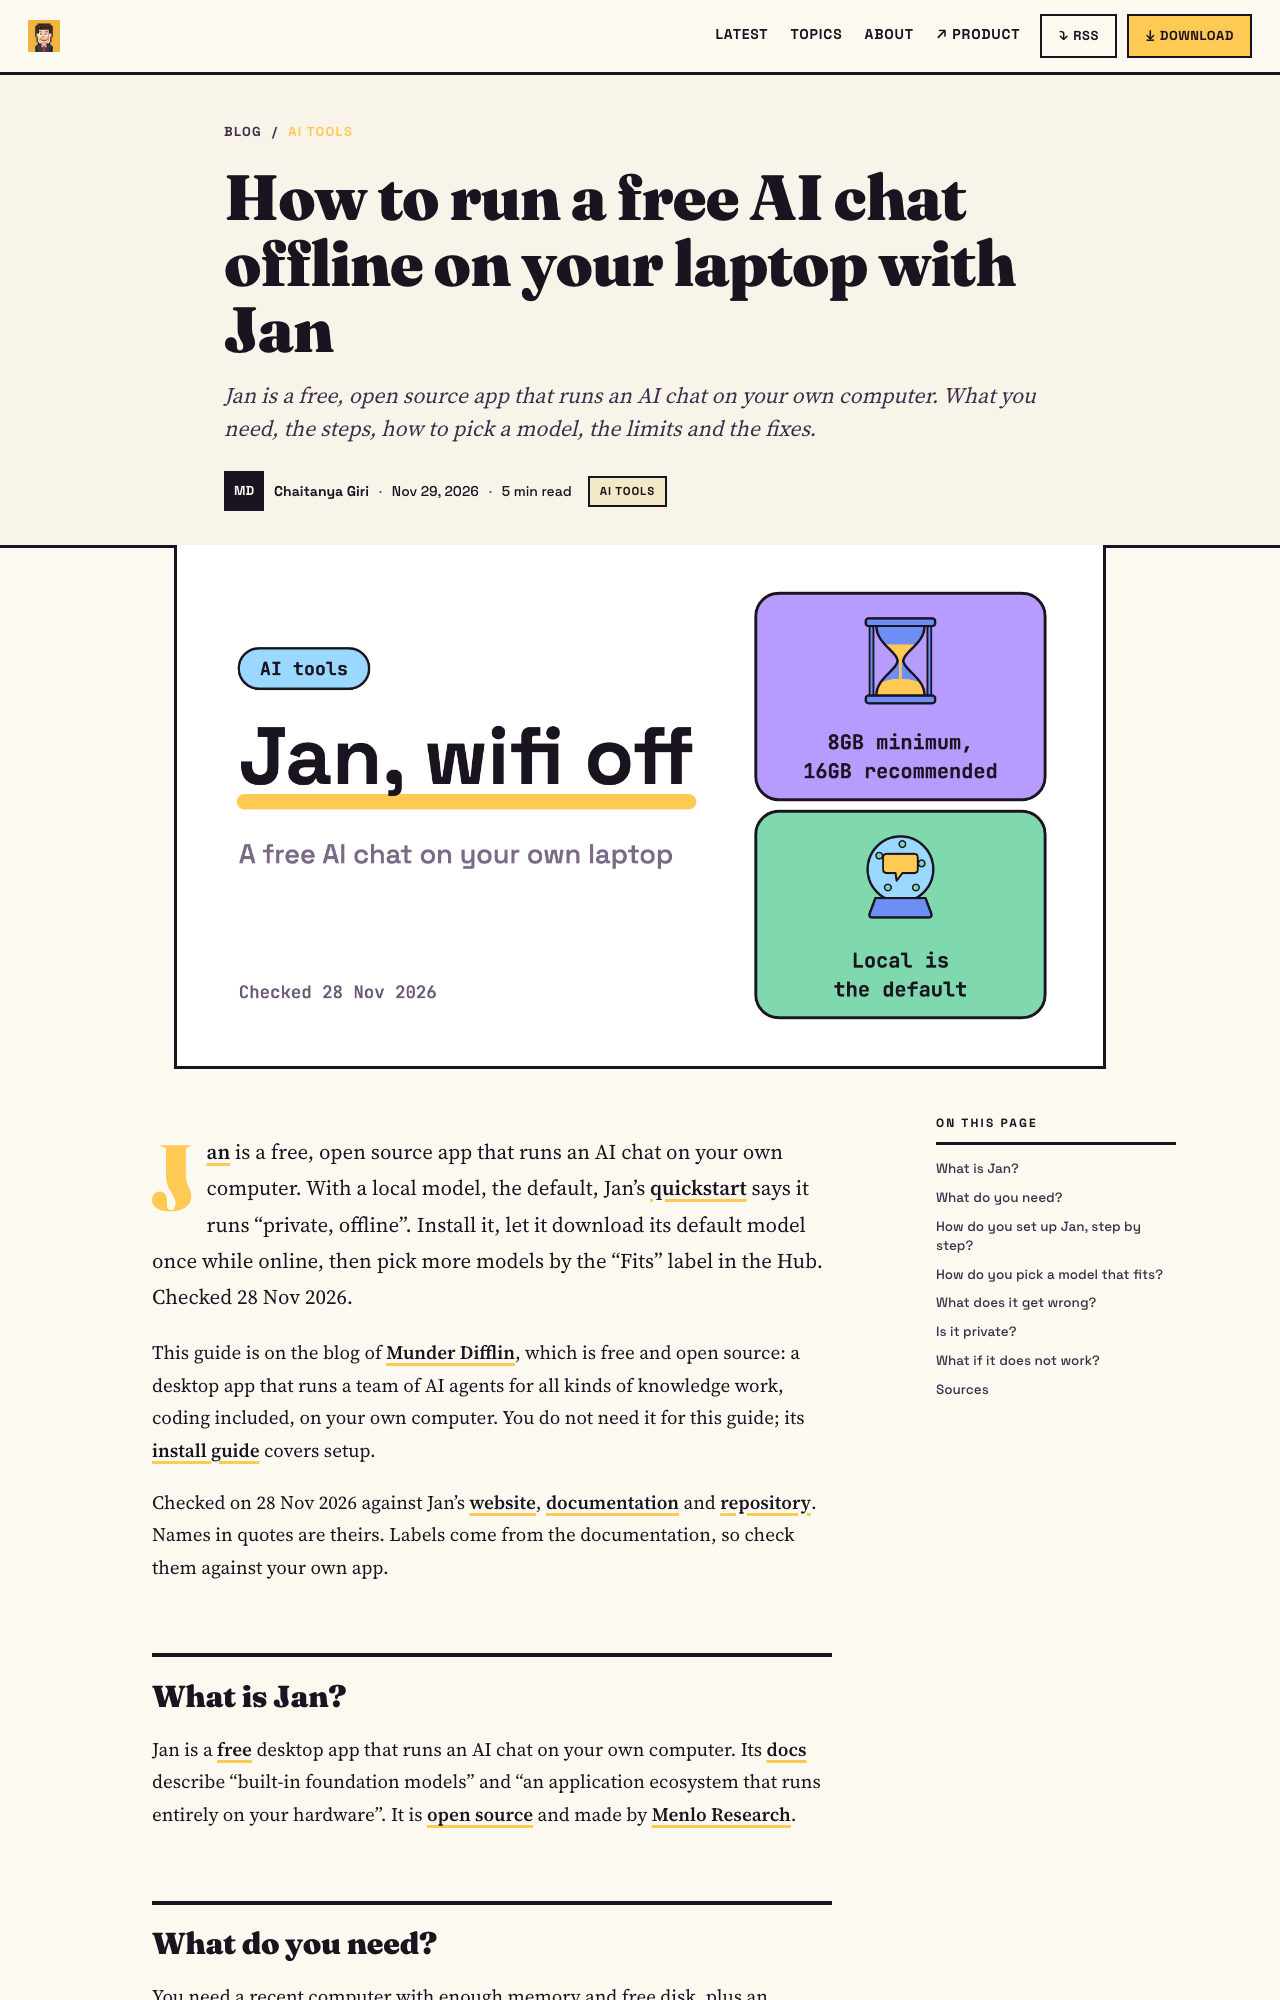 LATEST TOPICS ABOUT ↗ PRODUCT ⤵ RSS ⤓ DOWNLOAD
BLOG / AI TOOLS
How to run a free AI chat
offline on your laptop with
Jan
Jan is a free, open source app that runs an AI chat on your own computer. What you
need, the steps, how to pick a model, the limits and the fixes.
MD Chaitanya Giri · Nov 29, 2026 · 5 min read AI TOOLS
AI tools
Jan, wifi off
A free AI chat on your own laptop
Checked 28 Nov 2026
8GB minimum,
16GB recommended
Local is
the default
Jan is a free, open source app that runs an AI chat on your own
computer. With a local model, the default, Jan’s quickstart says it
runs “private, offline”. Install it, let it download its default model
once while online, then pick more models by the “Fits” label in the Hub.
Checked 28 Nov 2026.
This guide is on the blog of Munder Difflin, which is free and open source: a
desktop app that runs a team of AI agents for all kinds of knowledge work,
coding included, on your own computer. You do not need it for this guide; its
install guide covers setup.
Checked on 28 Nov 2026 against Jan’s website, documentation and repository.
Names in quotes are theirs. Labels come from the documentation, so check
them against your own app.
What is Jan?
Jan is a free desktop app that runs an AI chat on your own computer. Its docs
describe “built-in foundation models” and “an application ecosystem that runs
entirely on your hardware”. It is open source and made by Menlo Research.
What do you need?
You need a recent computer with enough memory and free disk, plus an
ON THIS PAGE
What is Jan?
What do you need?
How do you set up Jan, step by
step?
How do you pick a model that fits?
What does it get wrong?
Is it private?
What if it does not work?
Sources